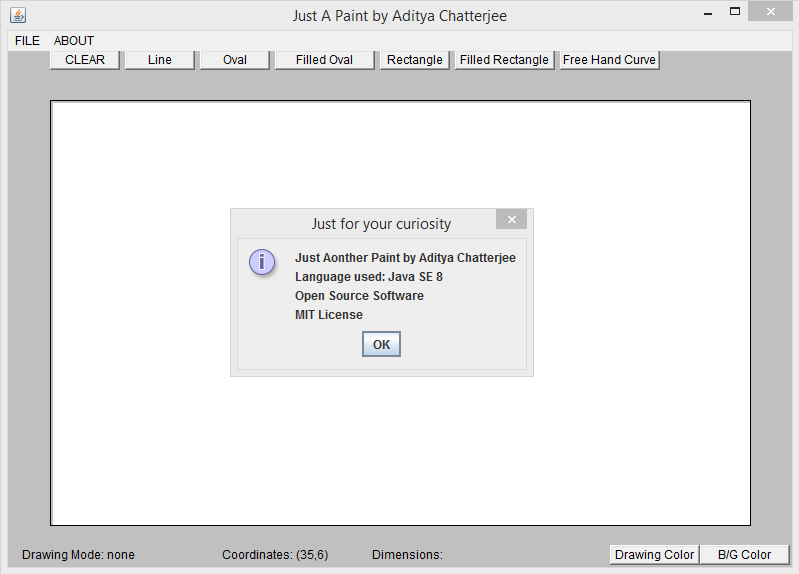 Just A Paint by Aditya Chatterjee
FILE ABOUT
CLEAR Line Oval Filled Oval Rectangle Filled Rectangle Free Hand Curve
Just for your curiosity
Just Aonther Paint by Aditya Chatterjee
Language used: Java SE 8
Open Source Software
MIT License
OK
Drawing Mode: none Coordinates: (35,6) Dimensions: Drawing Color B/G Color